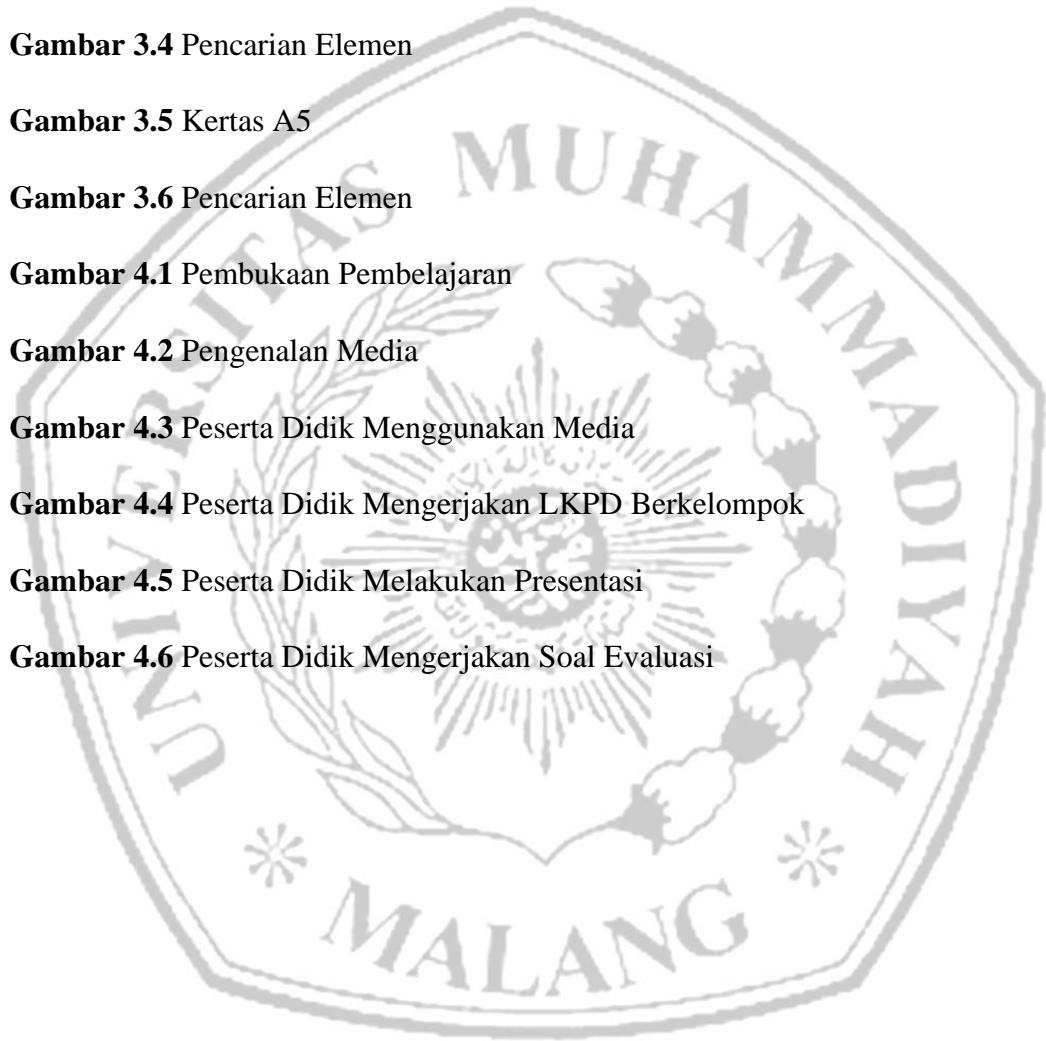 Gambar 3.4 Pencarian Elemen
Gambar 3.5 Kertas A5
Gambar 3.6 Pencarian Elemen
Gambar 4.1 Pembukaan Pembelajaran
Gambar 4.2 Pengenalan Media
Gambar 4.3 Peserta Didik Menggunakan Media
Gambar 4.4 Peserta Didik Mengerjakan LKPD Berkelompok
Gambar 4.5 Peserta Didik Melakukan Presentasi
Gambar 4.6 Peserta Didik Mengerjakan Soal Evaluasi
UNIVERSITAS MUHAMMADIYAH
MALANG